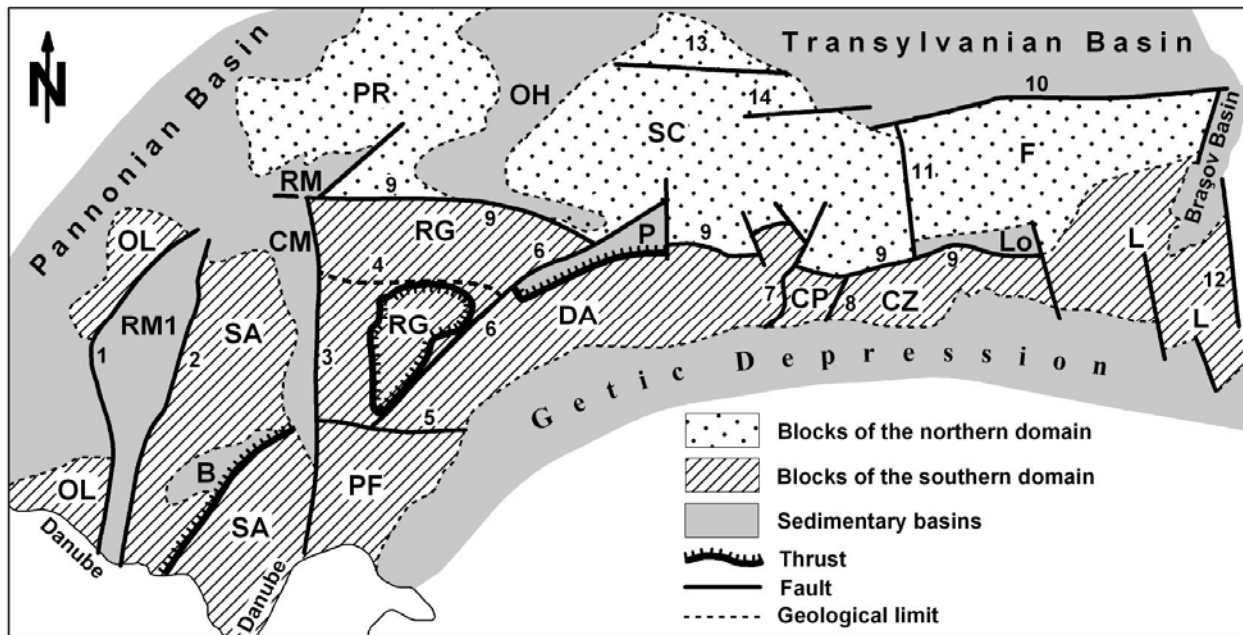 N
Pannonian Basin
Transylvanian Basin
13
14
10
PR
OH
SC
F
11
Braşov Basin
RM
9
CM
RG
9
6
P
9
9
9
Lo
L
12
L
OL
RM1
SA
1
2
3
4
RG
6
DA
7
CP
8
CZ
5
Getic Depression
B
SA
PF
OL
Danube
Danube
Blocks of the northern domain
Blocks of the southern domain
Sedimentary basins
Thrust
Fault
Geological limit